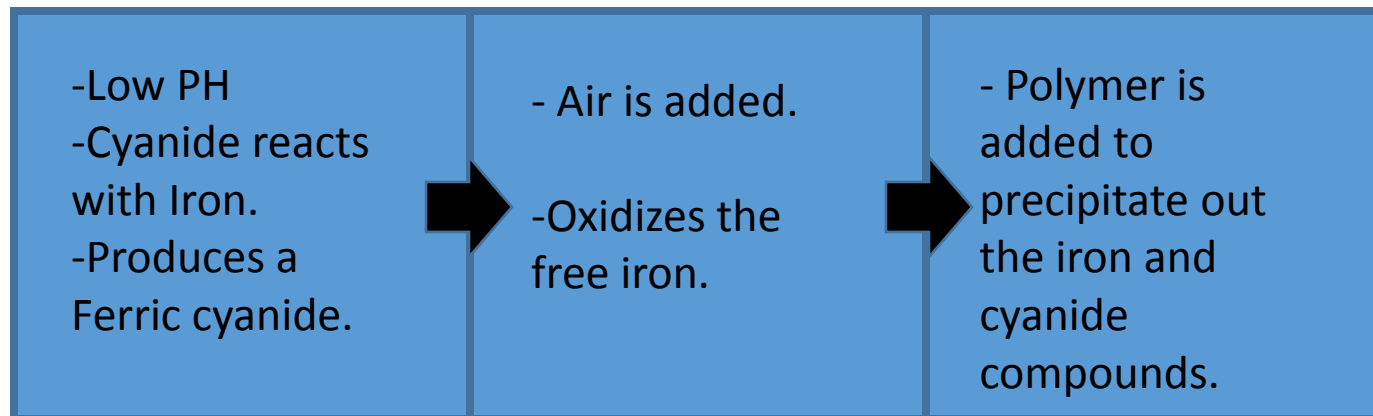 -Low PH
-Cyanide reacts
with Iron.
-Produces a
Ferric cyanide.
- Air is added.
-Oxidizes the
free iron.
- Polymer is
added to
precipitate out
the iron and
cyanide
compounds.